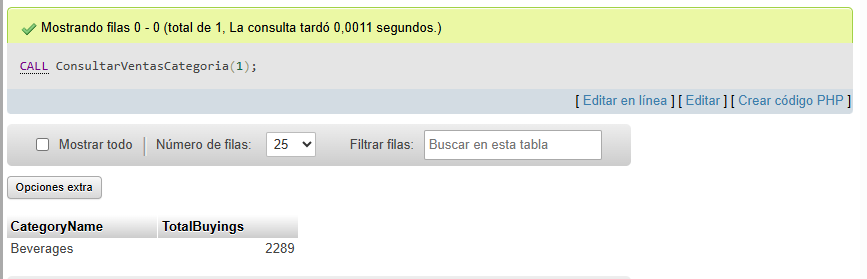 Mostrando filas 0 - 0 (total de 1, La consulta tardó 0,0011 segundos.)
CALL ConsultarVentasCategoria(1);
[ Editar en línea ] [ Editar ] [ Crear código PHP ]
Mostrar todo | Número de filas: 25 Filtrar filas: Buscar en esta tabla
Opciones extra
CategoryName TotalBuyings
Beverages 2289